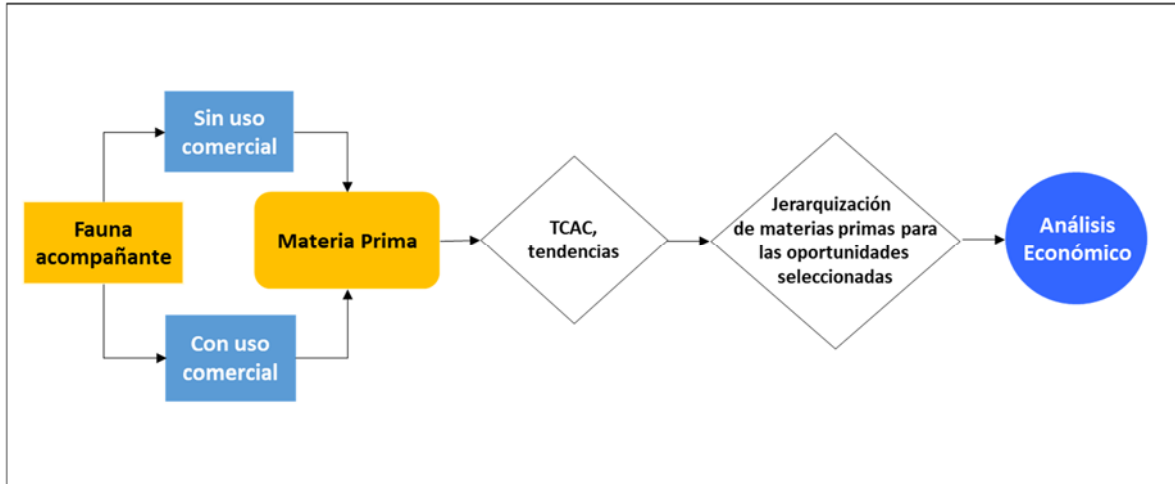 Sin uso
comercial
Fauna
acompañante
Con uso
comercial
Materia Prima
TCAC,
tendencias
Jerarquización
de materias primas para
las oportunidades
seleccionadas
Análisis
Económico